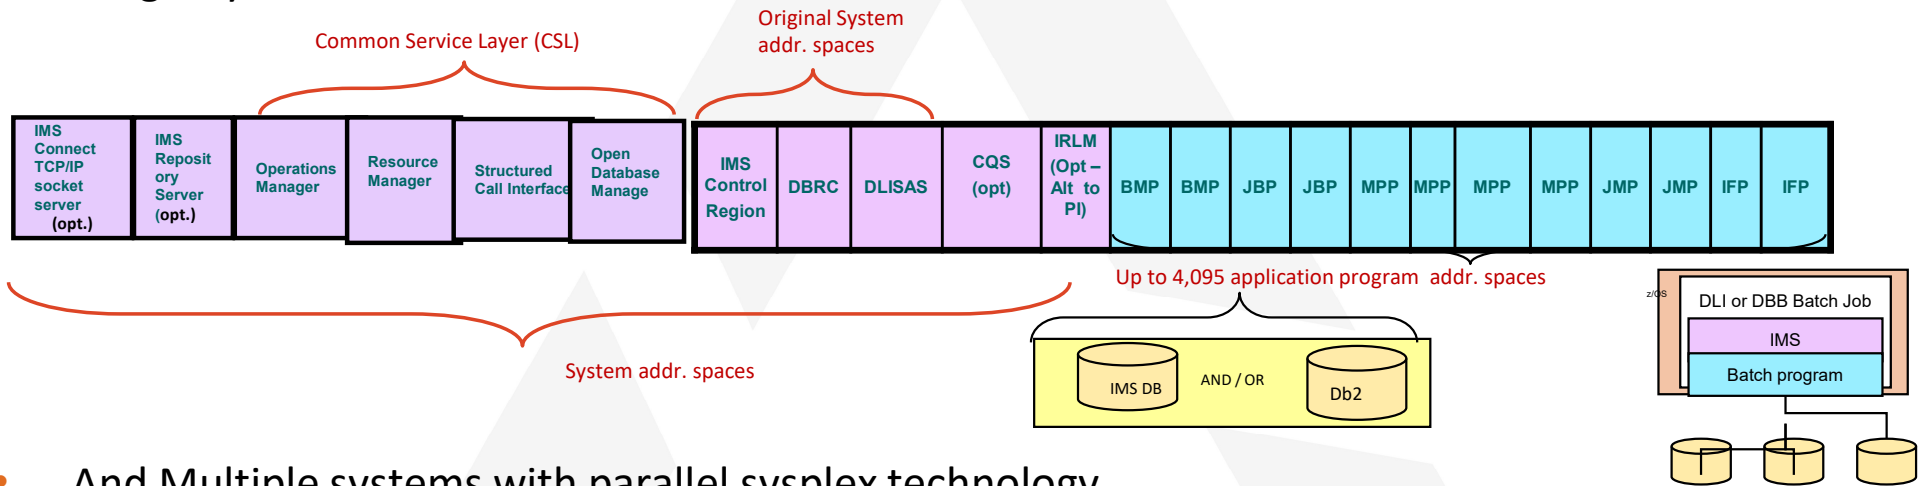 Original System
addr. spaces
Common Service Layer (CSL)
IMS
Connect
TCP/IP
socket
server
(opt.)
IMS
Reposit
ory
Server
(opt.)
Operations
Manager
Resource
Manager
Structured
Call Interface
Open
Database
Manage
IMS
Control
Region
DBRC
DLISAS
CQS
(opt)
IRLM
(Opt –
Alt to
PI)
BMP
BMP
JBP
JBP
MPP
MPP
MPP
MPP
JMP
JMP
IFP
IFP
Up to 4,095 application program addr. spaces
System addr. spaces
IMS DB
AND / OR
Db2
z/OS
DLI or DBB Batch Job
IMS
Batch program
And Multiple systems with parallel sysplex technology